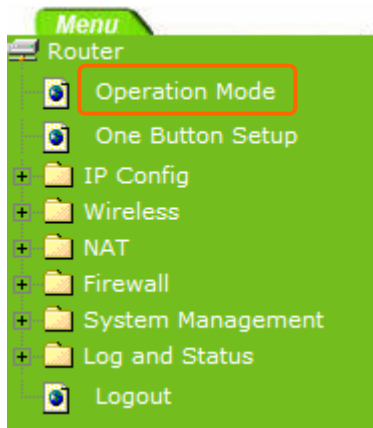 Menu
Router
Operation Mode
One Button Setup
IP Config
Wireless
NAT
Firewall
System Management
Log and Status
Logout